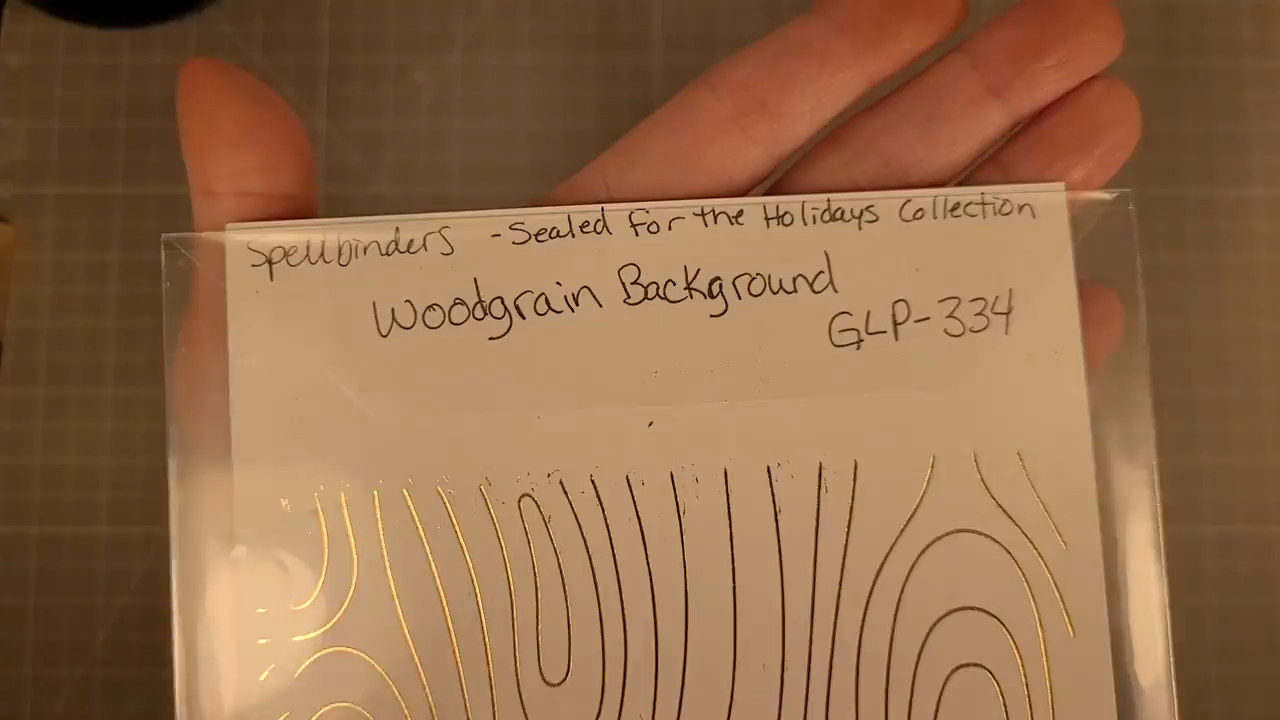 Spellbinders - Sealed for the Holidays Collection
Woodgrain Background
GLP-334